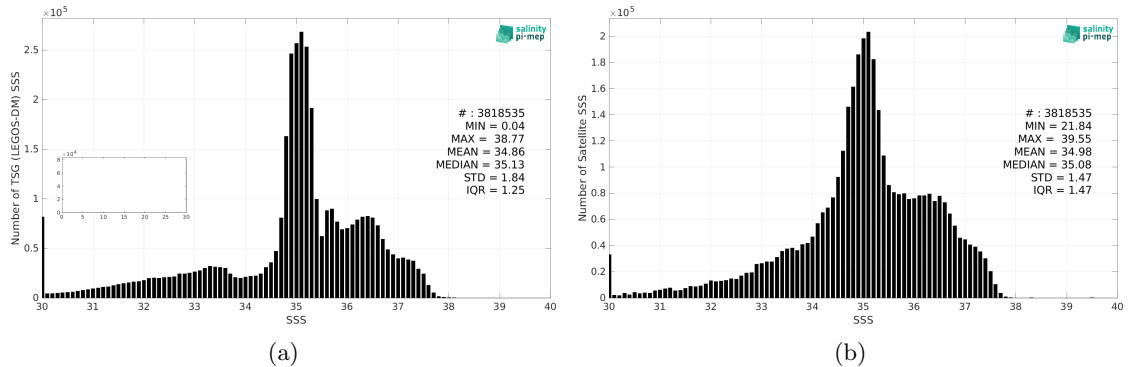 ×10^5
2.5
2
1.5
1
0.5
0
30 31 32 33 34 35 36 37 38 39 40
SSS
Number of TSG (LEGOS-DM) SSS
salinity
pi-mep
# : 3818535
MIN = 0.04
MAX = 38.77
MEAN = 34.86
MEDIAN = 35.13
STD = 1.84
IQR = 1.25
×10^4
8
6
4
2
0
0 5 10 15 20 25 30
(a)
×10^5
2
1.8
1.6
1.4
1.2
1
0.8
0.6
0.4
0.2
0
30 31 32 33 34 35 36 37 38 39 40
SSS
Number of Satellite SSS
salinity
pi-mep
# : 3818535
MIN = 21.84
MAX = 39.55
MEAN = 34.98
MEDIAN = 35.08
STD = 1.47
IQR = 1.47
(b)